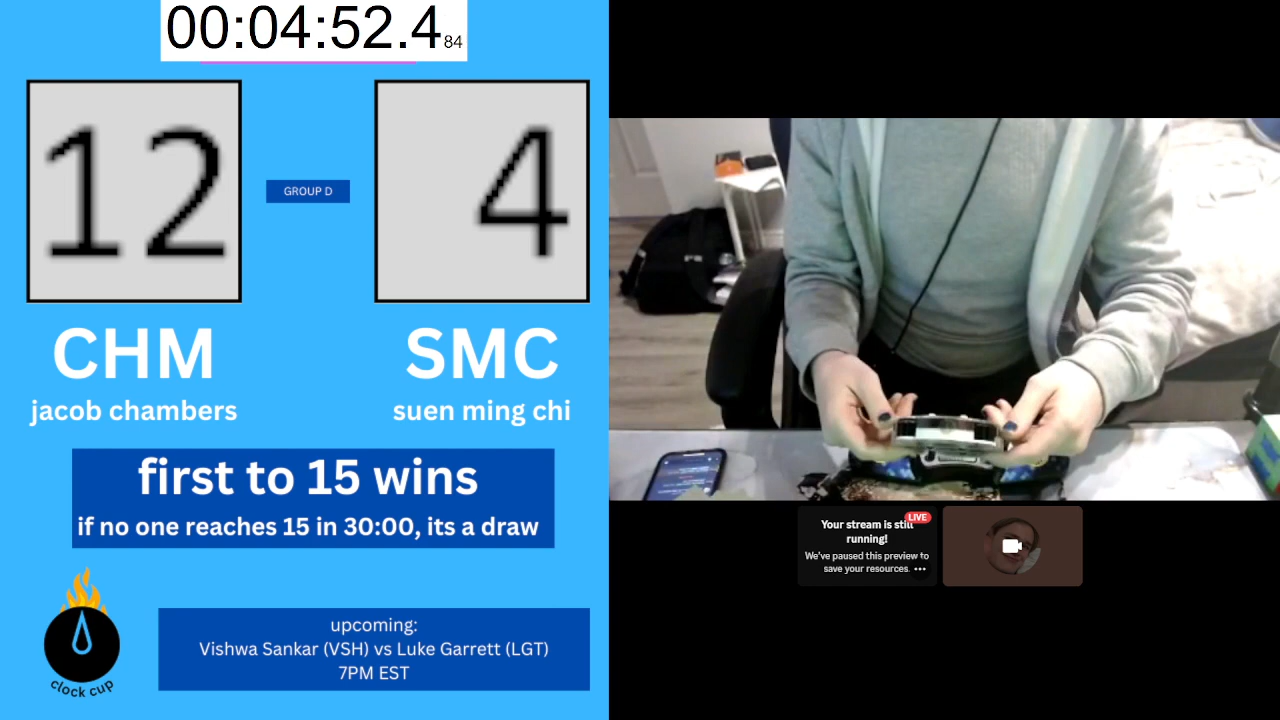 00:04:52.484
12
4
GROUP D
CHM
SMC
jacob chambers
suen ming chi
first to 15 wins
if no one reaches 15 in 30:00, its a draw
upcoming:
Vishwa Sankar (VSH) vs Luke Garrett (LGT)
7PM EST
clock cup
LIVE
Your stream is still
running!
We've paused this preview to
save your resources.